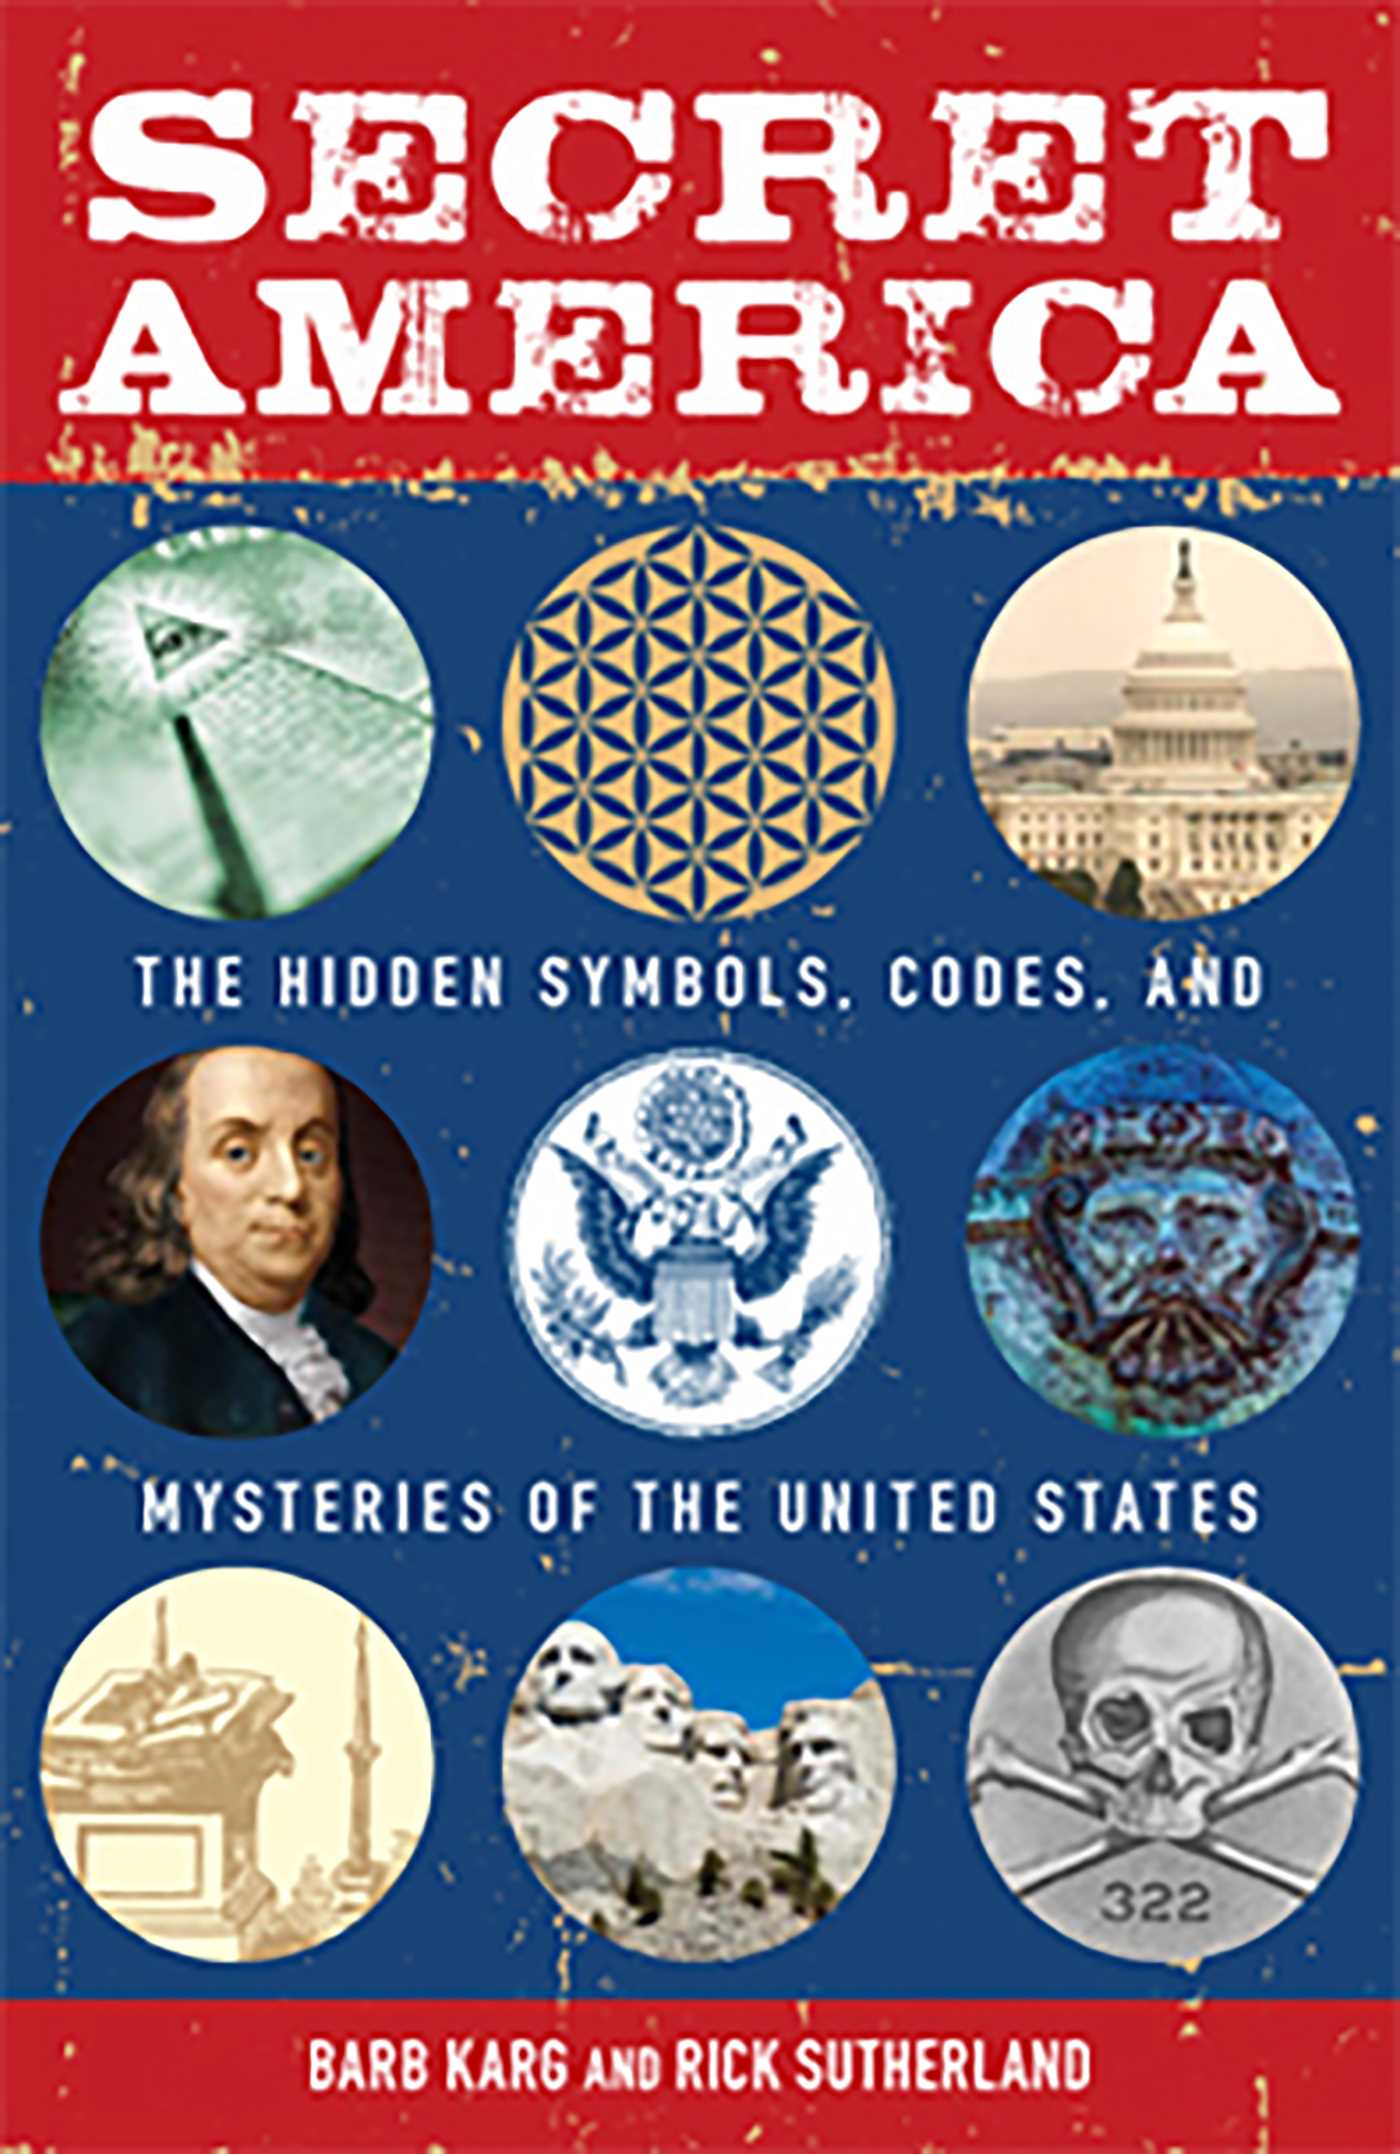 SECRET
AMERICA
THE HIDDEN SYMBOLS, CODES, AND
MYSTERIES OF THE UNITED STATES
322
BARB KARG AND RICK SUTHERLAND